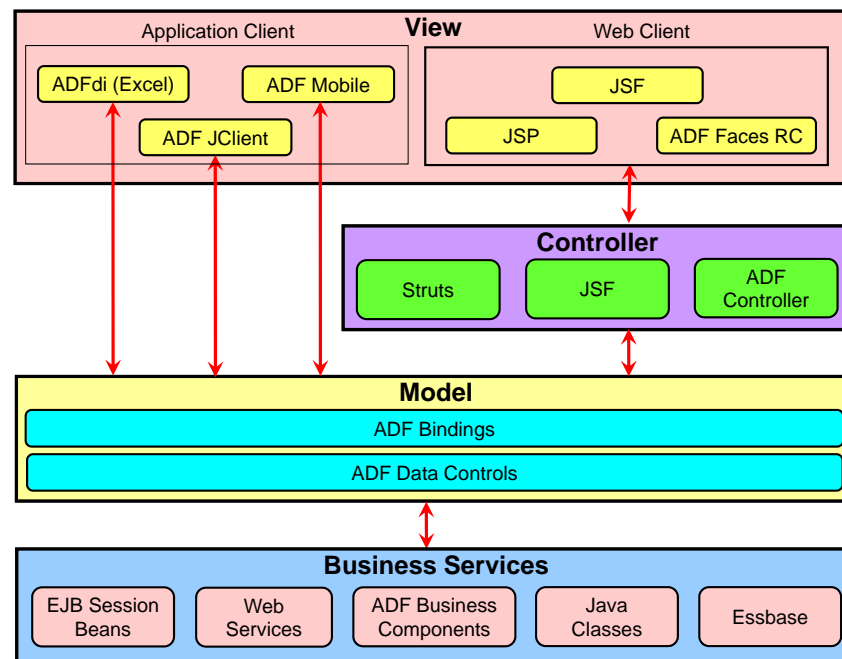 View
Application Client
Web Client
ADFdi (Excel)
ADF Mobile
ADF JClient
JSF
JSP
ADF Faces RC
Controller
Struts
JSF
ADF
Controller
Model
ADF Bindings
ADF Data Controls
Business Services
EJB Session
Beans
Web
Services
ADF Business
Components
Java
Classes
Essbase